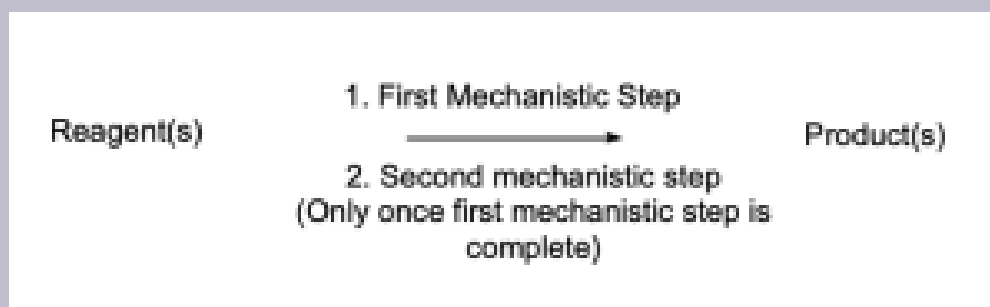 1. First Mechanistic Step
Reagent(s)
Product(s)
2. Second mechanistic step
(Only once first mechanistic step is
complete)